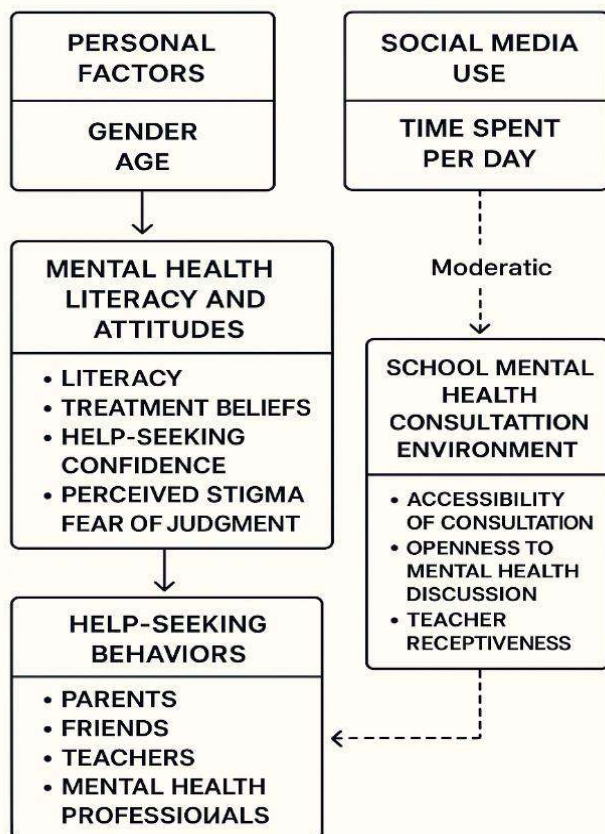 PERSONAL
FACTORS
GENDER
AGE
SOCIAL MEDIA
USE
TIME SPENT
PER DAY
Moderatic
MENTAL HEALTH
LITERACY AND
ATTITUDES
• LITERACY
• TREATMENT BELIEFS
• HELP-SEEKING
CONFIDENCE
• PERCEIVED STIGMA
FEAR OF JUDGMENT
SCHOOL MENTAL
HEALTH
CONSULTATTION
ENVIRONMENT
• ACCESSIBILITY
OF CONSULTATION
• OPENNESS TO
MENTAL HEALTH
DISCUSSION
• TEACHER
RECEPTIVENESS
HELP-SEEKING
BEHAVIORS
• PARENTS
• FRIENDS
• TEACHERS
• MENTAL HEALTH
PROFESSIOИALS